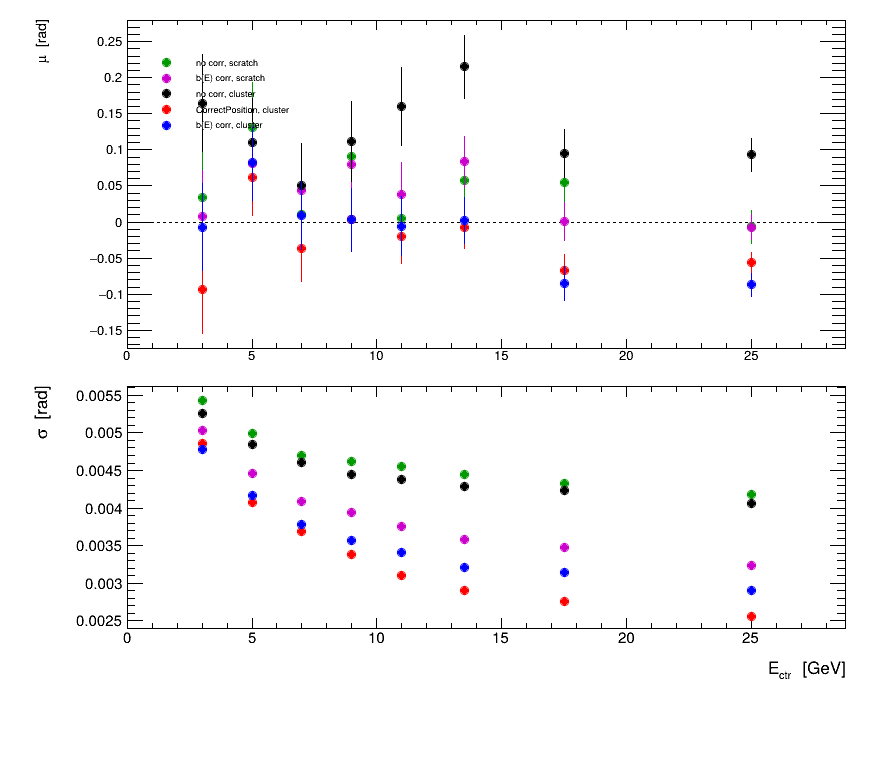 μ [rad]
0.25
0.2
0.15
0.1
0.05
0
−0.05
−0.1
−0.15
no corr, scratch
b(E) corr, scratch
no corr, cluster
CorrectPosition, cluster
b(E) corr, cluster
0 5 10 15 20 25
σ [rad]
0.0055
0.005
0.0045
0.004
0.0035
0.003
0.0025
0 5 10 15 20 25
E_ctr [GeV]